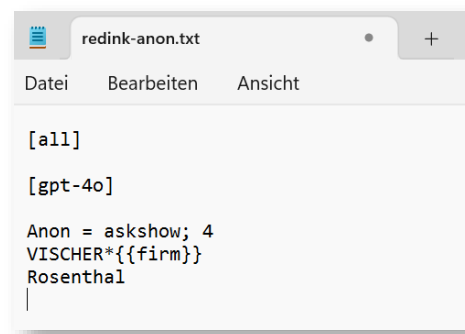 redink-anon.txt
Datei Bearbeiten Ansicht
[all]
[gpt-4o]
Anon = askshow; 4
VISCHER*{{firm}}
Rosenthal